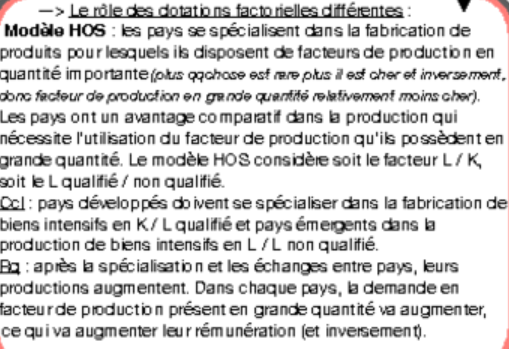 —> Le rôle des dotations factorielles différentes :
Modèle HOS : les pays se spécialisent dans la fabrication de
produits pour lesquels ils disposent de facteurs de production en
quantité importante (plus qqchose est rare plus il est cher et inversement,
donc facteur de production en grande quantité relativement moins cher).
Les pays ont un avantage comparatif dans la production qui
nécessite l'utilisation du facteur de production qu'ils possèdent en
grande quantité. Le modèle HOS considère soit le facteur L / K,
soit le L qualifié / non qualifié.
Ccl : pays développés doivent se spécialiser dans la fabrication de
biens intensifs en K / L qualifié et pays émergents dans la
production de biens intensifs en L / L non qualifié.
Rq : après la spécialisation et les échanges entre pays, leurs
productions augmentent. Dans chaque pays, la demande en
facteur de production présent en grande quantité va augmenter,
ce qui va augmenter leur rémunération (et inversement).